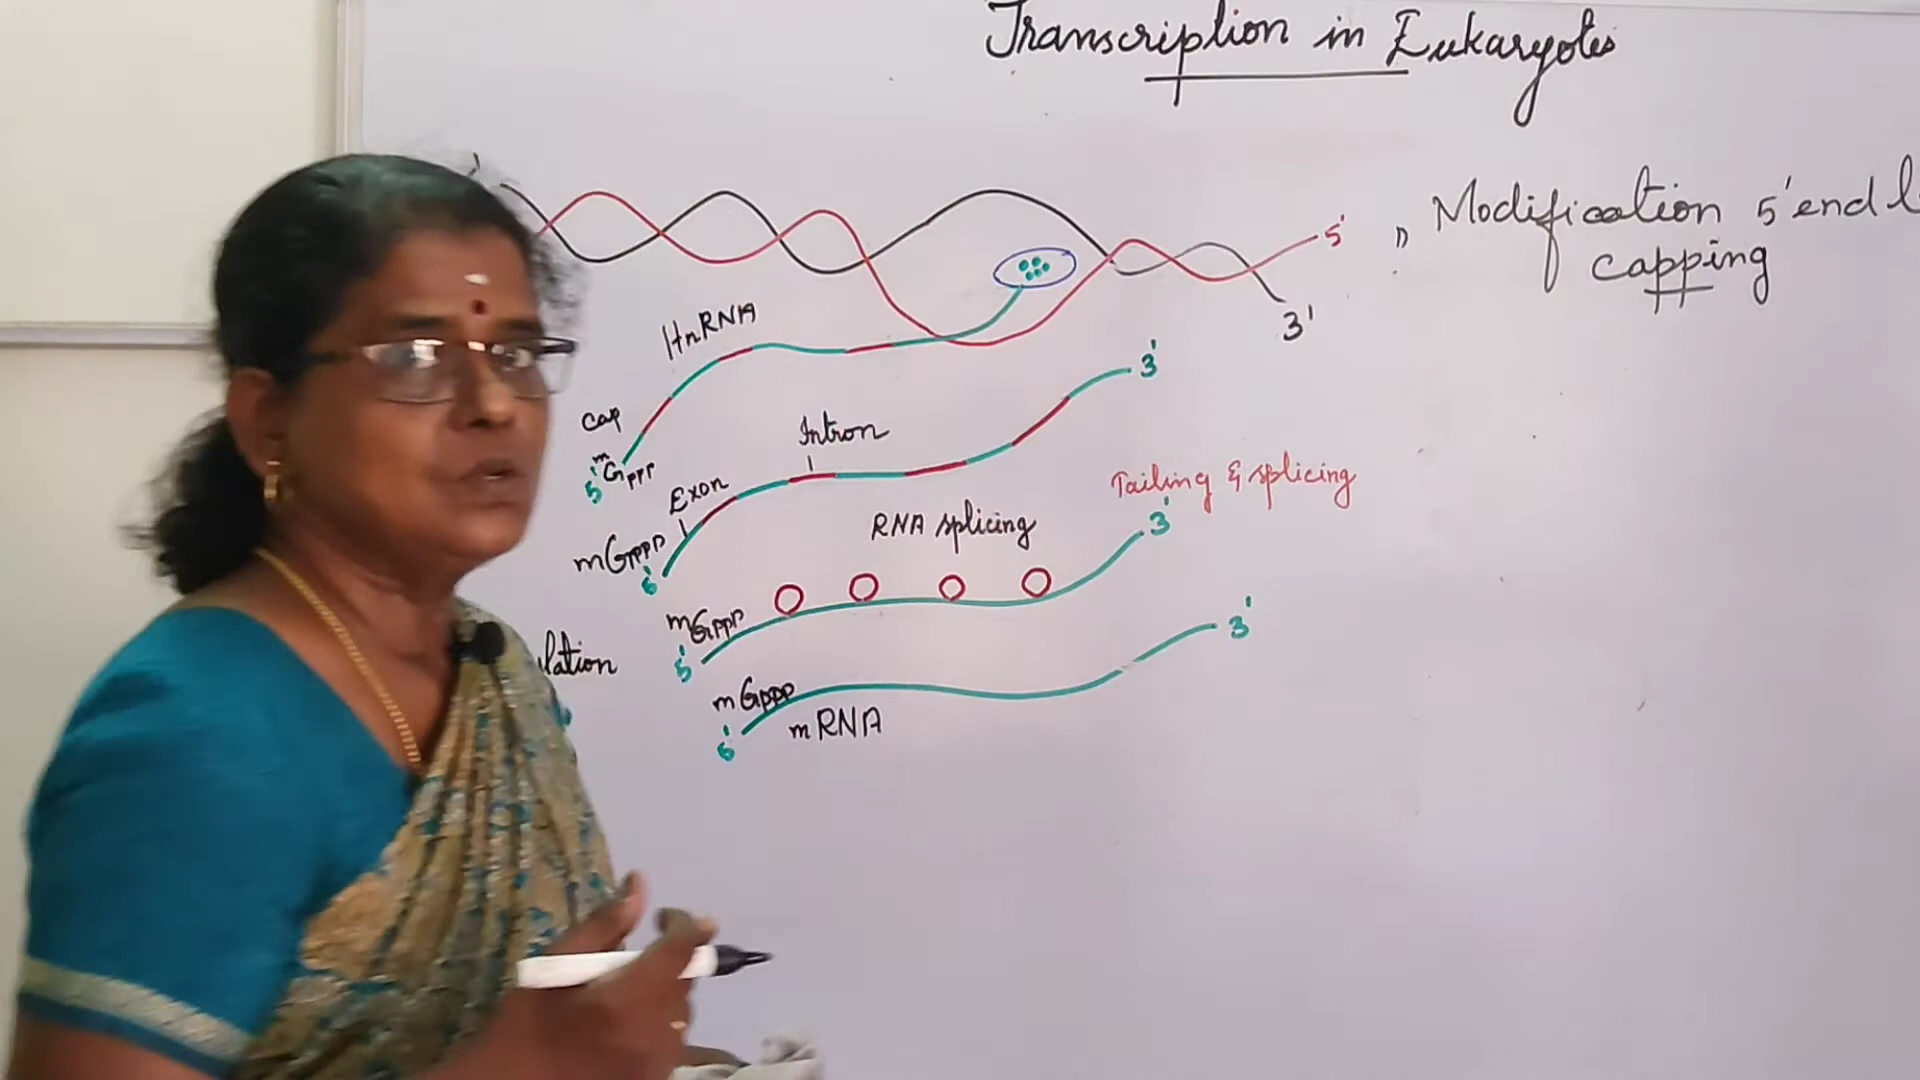 Transcription in Eukaryotes
Modification 5' end
capping
5'
3'
HnRNA
cap
mGppp
5'
3'
Intron
Exon
mGppp
5'
Tailing & splicing
RNA splicing
3'
mGppp
5'
lation
3'
mGppp
5'
mRNA